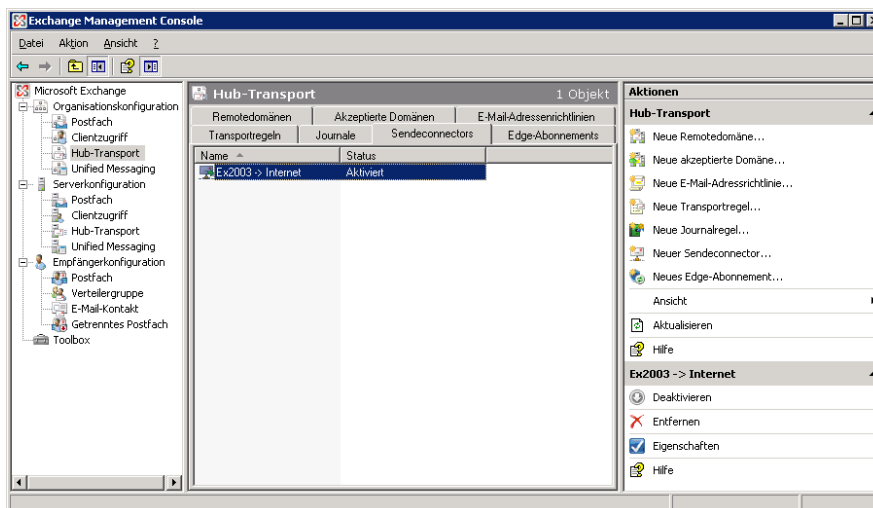 Exchange Management Console
Datei Aktion Ansicht ?
Microsoft Exchange
Organisationskonfiguration
Postfach
Clientzugriff
Hub-Transport
Unified Messaging
Serverkonfiguration
Postfach
Clientzugriff
Hub-Transport
Unified Messaging
Empfängerkonfiguration
Postfach
Verteilergruppe
E-Mail-Kontakt
Getrenntes Postfach
Toolbox
Hub-Transport 1 Objekt
Remotedomänen Akzeptierte Domänen E-Mail-Adressenrichtlinien
Transportregeln Journale Sendeconnectors Edge-Abonnements
Name Status
Ex2003 -> Internet Aktiviert
Aktionen
Hub-Transport
Neue Remotedomäne...
Neue akzeptierte Domäne...
Neue E-Mail-Adressrichtlinie...
Neue Transportregel...
Neue Journalregel...
Neuer Sendeconnector...
Neues Edge-Abonnement...
Ansicht
Aktualisieren
Hilfe
Ex2003 -> Internet
Deaktivieren
Entfernen
Eigenschaften
Hilfe